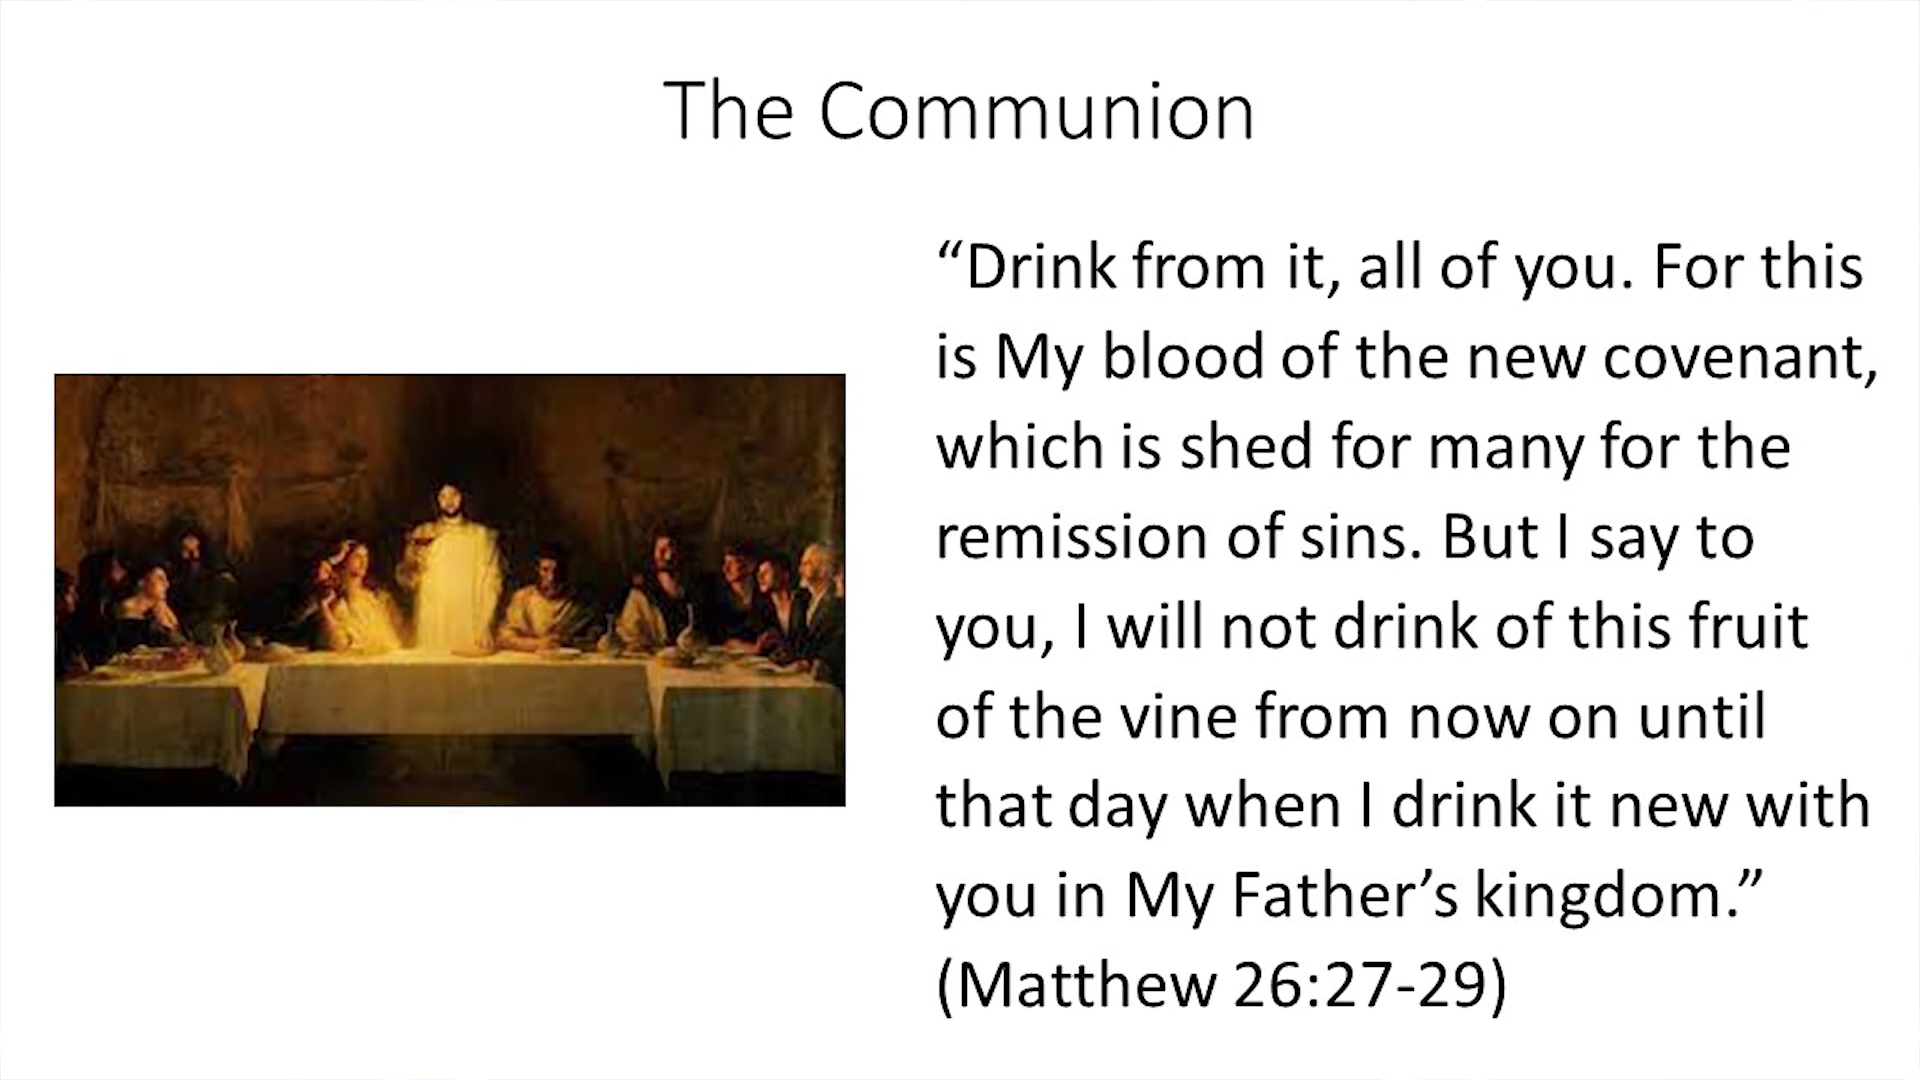 The Communion
“Drink from it, all of you. For this
is My blood of the new covenant,
which is shed for many for the
remission of sins. But I say to
you, I will not drink of this fruit
of the vine from now on until
that day when I drink it new with
you in My Father’s kingdom.”
(Matthew 26:27-29)